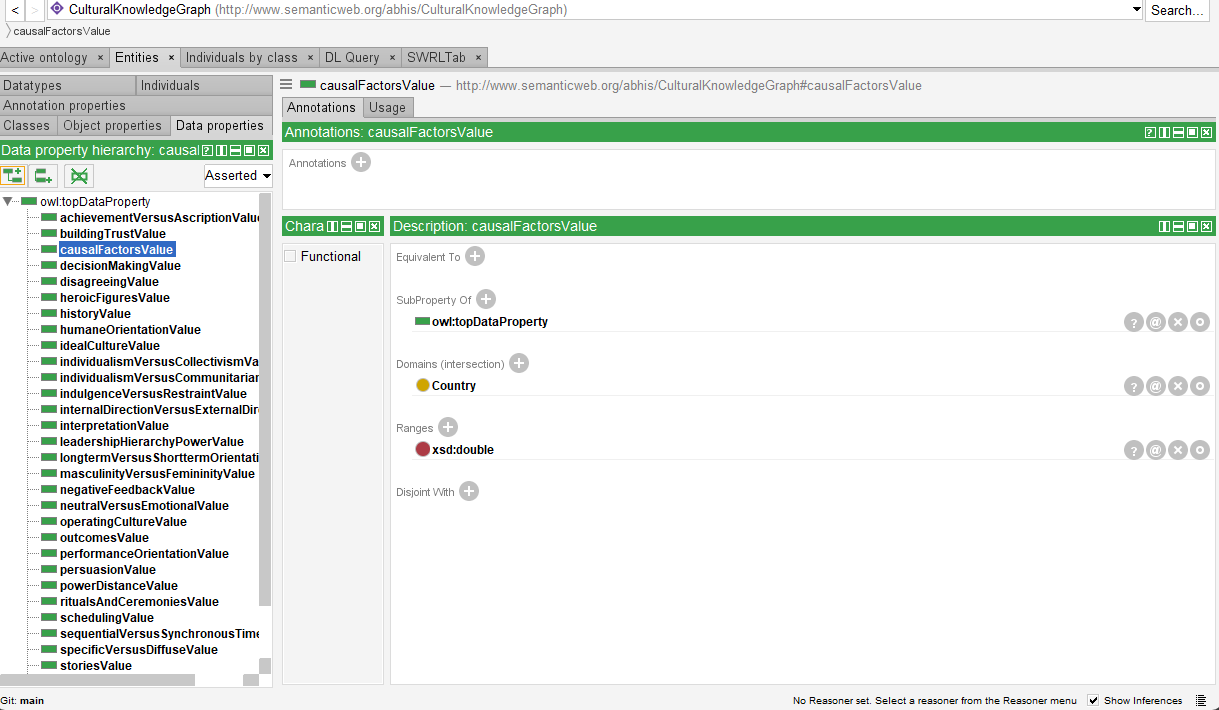 < > CulturalKnowledgeGraph (http://www.semanticweb.org/abhis/CulturalKnowledgeGraph) Search...
causalFactorsValue
Active ontology × Entities × Individuals by class × DL Query × SWRLTab ×
Datatypes Individuals
Annotation properties
Classes Object properties Data properties
Data property hierarchy: causal
Asserted
owl:topDataProperty
achievementVersusAscriptionValue
buildingTrustValue
causalFactorsValue
decisionMakingValue
disagreeingValue
heroicFiguresValue
historyValue
humaneOrientationValue
idealCultureValue
individualismVersusCollectivismVa
individualismVersusCommunitarian
indulgenceVersusRestraintValue
internalDirectionVersusExternalDire
interpretationValue
leadershipHierarchyPowerValue
longtermVersusShorttermOrientati
masculinityVersusFemininityValue
negativeFeedbackValue
neutralVersusEmotionalValue
operatingCultureValue
outcomesValue
performanceOrientationValue
persuasionValue
powerDistanceValue
ritualsAndCeremoniesValue
schedulingValue
sequentialVersusSynchronousTime
specificVersusDiffuseValue
storiesValue
causalFactorsValue — http://www.semanticweb.org/abhis/CulturalKnowledgeGraph#causalFactorsValue
Annotations Usage
Annotations: causalFactorsValue
Annotations
Chara
Functional
Description: causalFactorsValue
Equivalent To
SubProperty Of
owl:topDataProperty
Domains (intersection)
Country
Ranges
xsd:double
Disjoint With
Git: main
No Reasoner set. Select a reasoner from the Reasoner menu Show Inferences